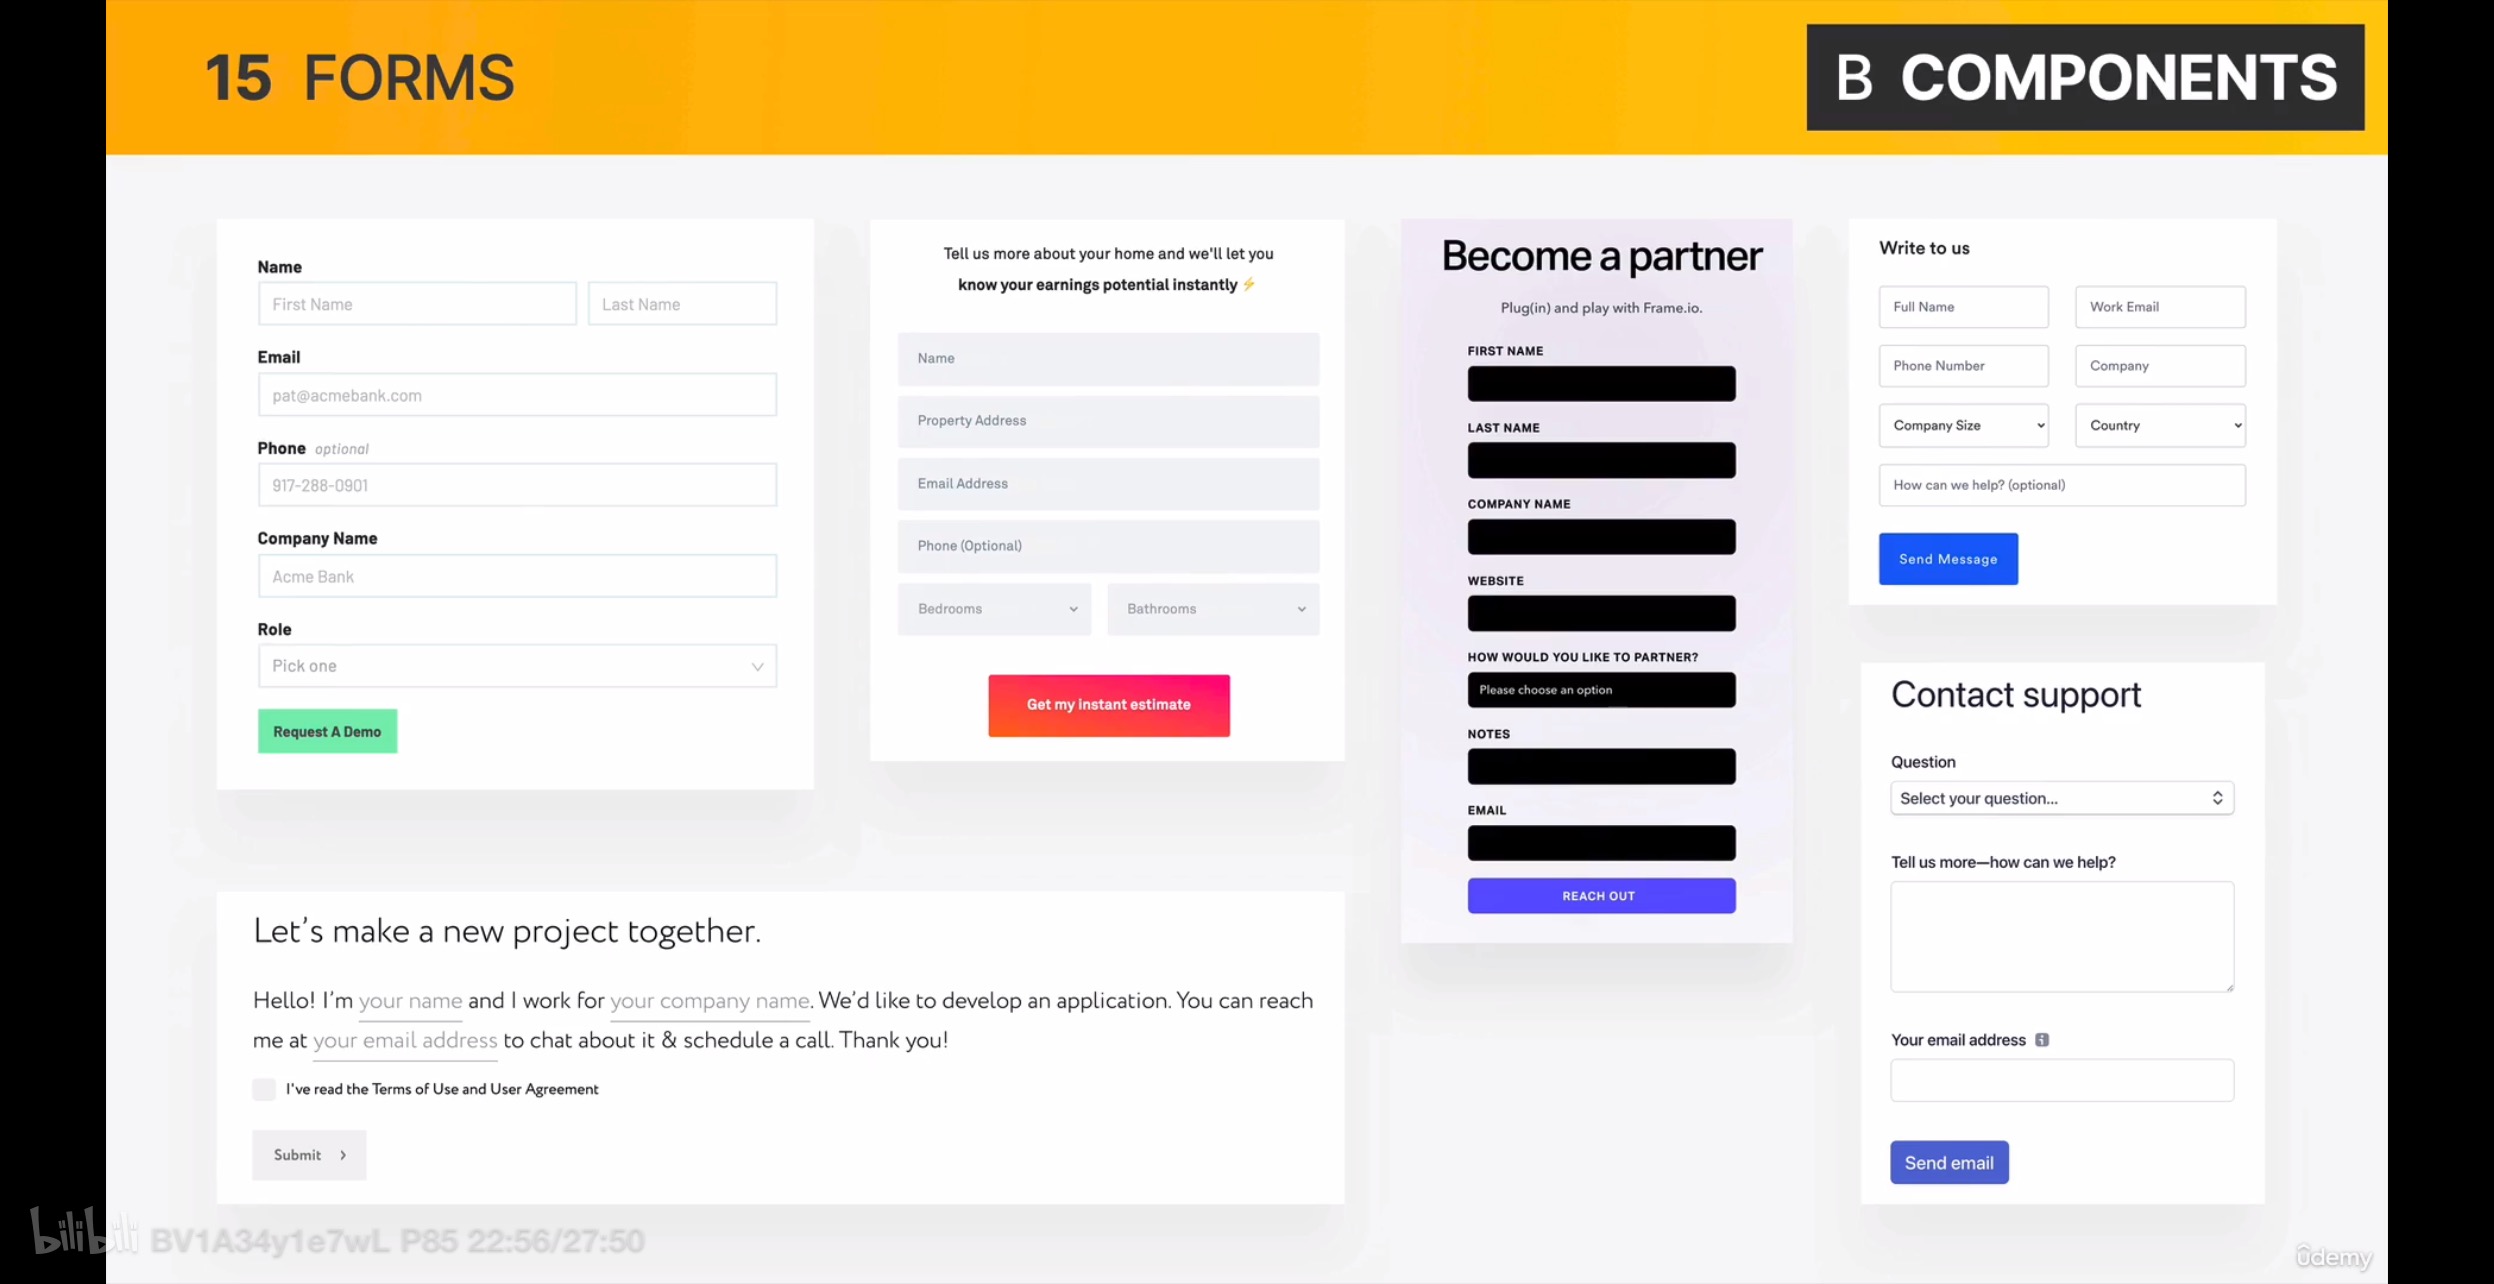 15 FORMS
B COMPONENTS
Name
First Name
Last Name
Email
pat@acmebank.com
Phone optional
917-288-0901
Company Name
Acme Bank
Role
Pick one
Request A Demo
Tell us more about your home and we'll let you
know your earnings potential instantly ⚡
Name
Property Address
Email Address
Phone (Optional)
Bedrooms
Bathrooms
Get my instant estimate
Become a partner
Plug(in) and play with Frame.io.
FIRST NAME
LAST NAME
COMPANY NAME
WEBSITE
HOW WOULD YOU LIKE TO PARTNER?
Please choose an option
NOTES
EMAIL
REACH OUT
Write to us
Full Name
Work Email
Phone Number
Company
Company Size
Country
How can we help? (optional)
Send Message
Contact support
Question
Select your question...
Tell us more—how can we help?
Your email address
Send email
Let's make a new project together.
Hello! I'm your name and I work for your company name. We'd like to develop an application. You can reach
me at your email address to chat about it & schedule a call. Thank you!
I've read the Terms of Use and User Agreement
Submit >
bilibili BV1A34y1e7wL P85 22:56/27:50
ûdemy